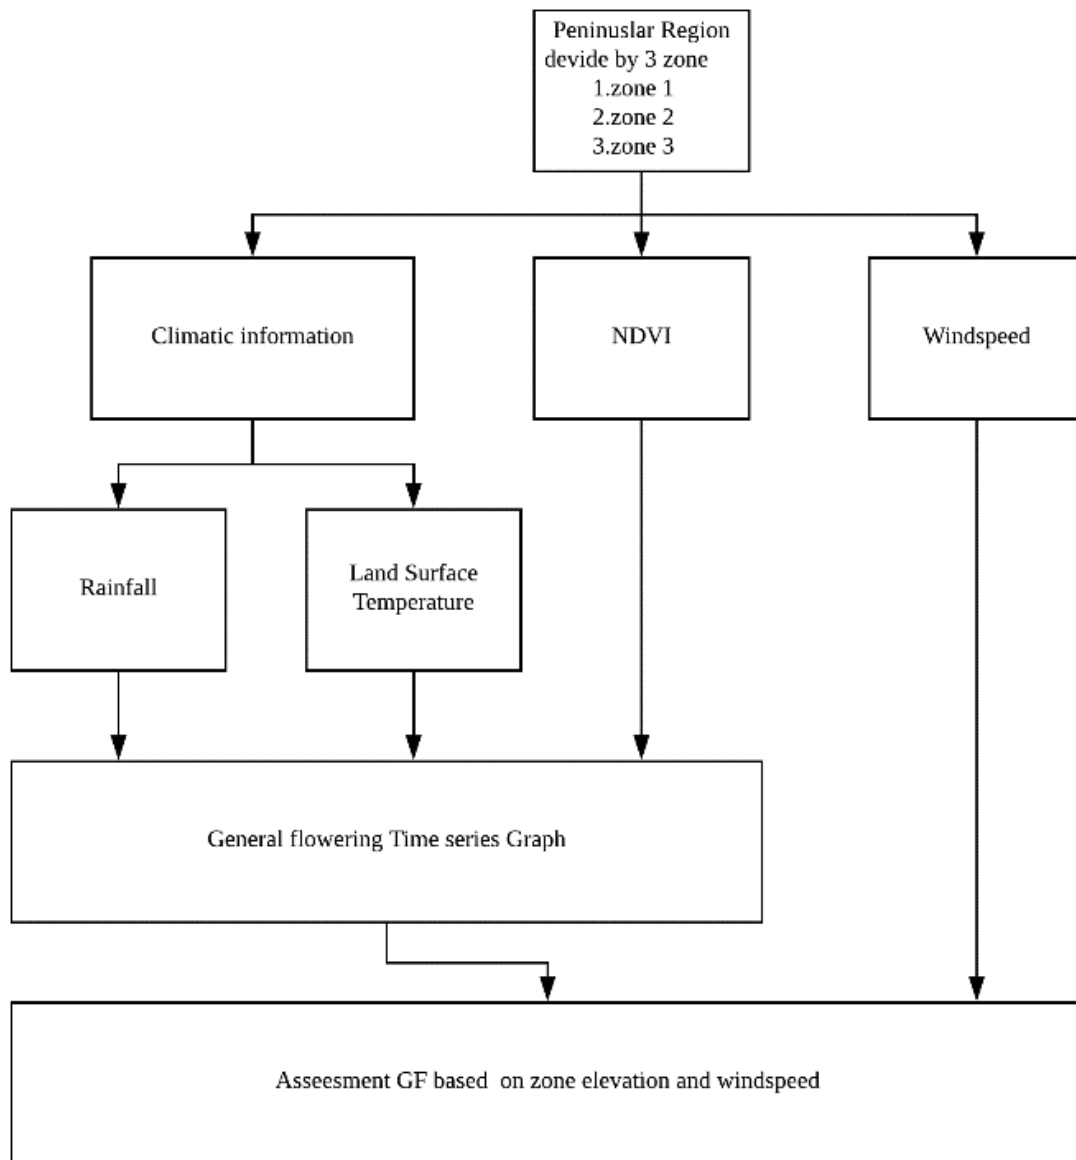 Peninuslar Region
devide by 3 zone
1.zone 1
2.zone 2
3.zone 3
Climatic information
NDVI
Windspeed
Rainfall
Land Surface
Temperature
General flowering Time series Graph
Asseesment GF based  on zone elevation and windspeed